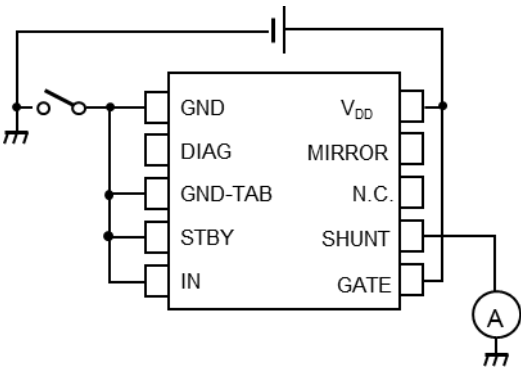 GND
DIAG
GND-TAB
STBY
IN
VDD
MIRROR
N.C.
SHUNT
GATE
A